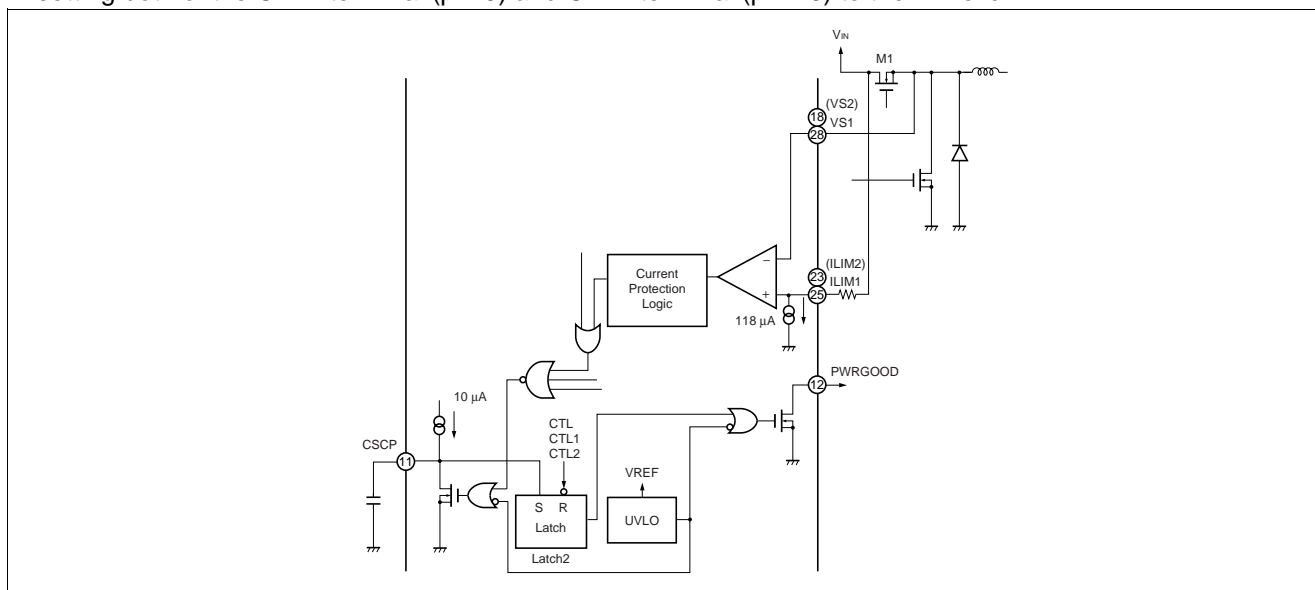 VIN
M1
(VS2)
18
VS1
28
(ILIM2)
23
ILIM1
25
Current
Protection
Logic
−
+
118 μA
PWRGOOD
12
10 μA
CTL
CTL1
CTL2
CSCP
11
VREF
S R
Latch
UVLO
Latch2